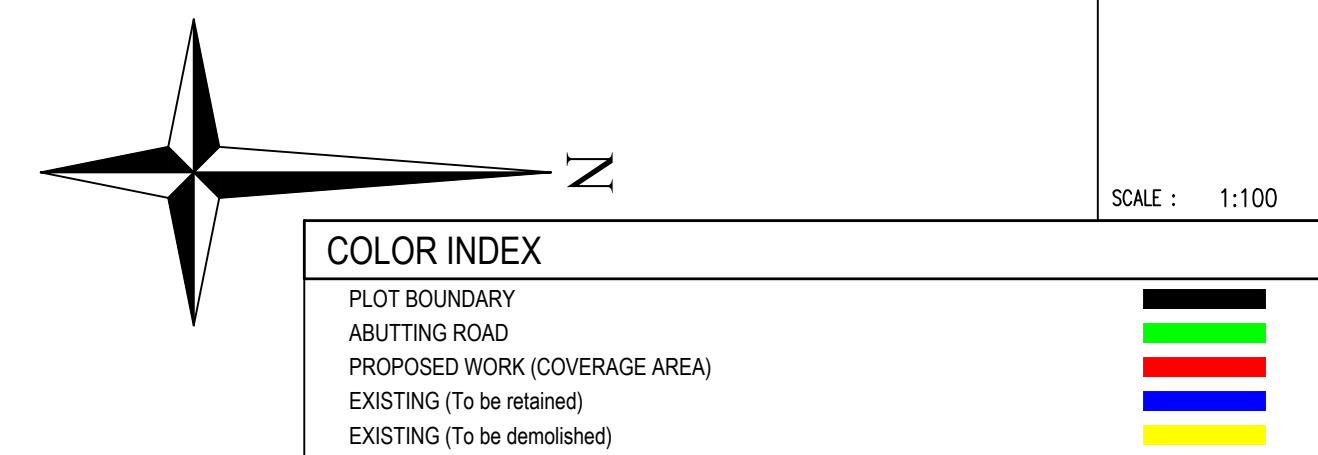 N
SCALE : 1:100
COLOR INDEX
PLOT BOUNDARY
ABUTTING ROAD
PROPOSED WORK (COVERAGE AREA)
EXISTING (To be retained)
EXISTING (To be demolished)